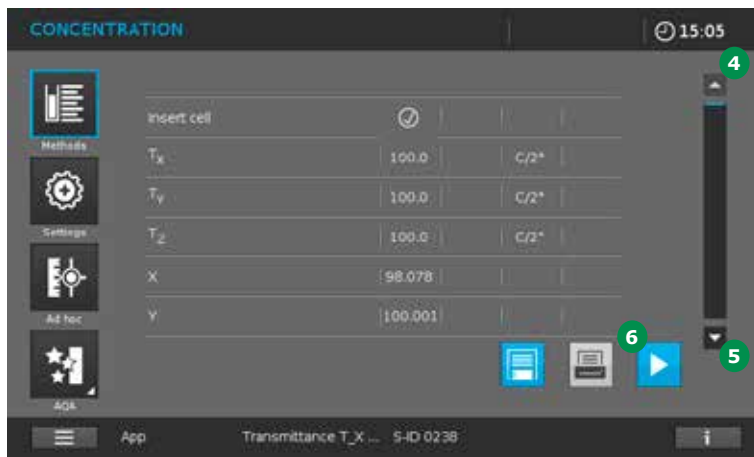 CONCENTRATION 15:05
4
Methods
insert cell
Tx 100.0 C/2°
Settings
Ty 100.0 C/2°
Tz 100.0 C/2°
Ad hoc
X 98.078
Y 100.001
6
5
AQA
App Transmittance T_X ... S-ID 0238 i